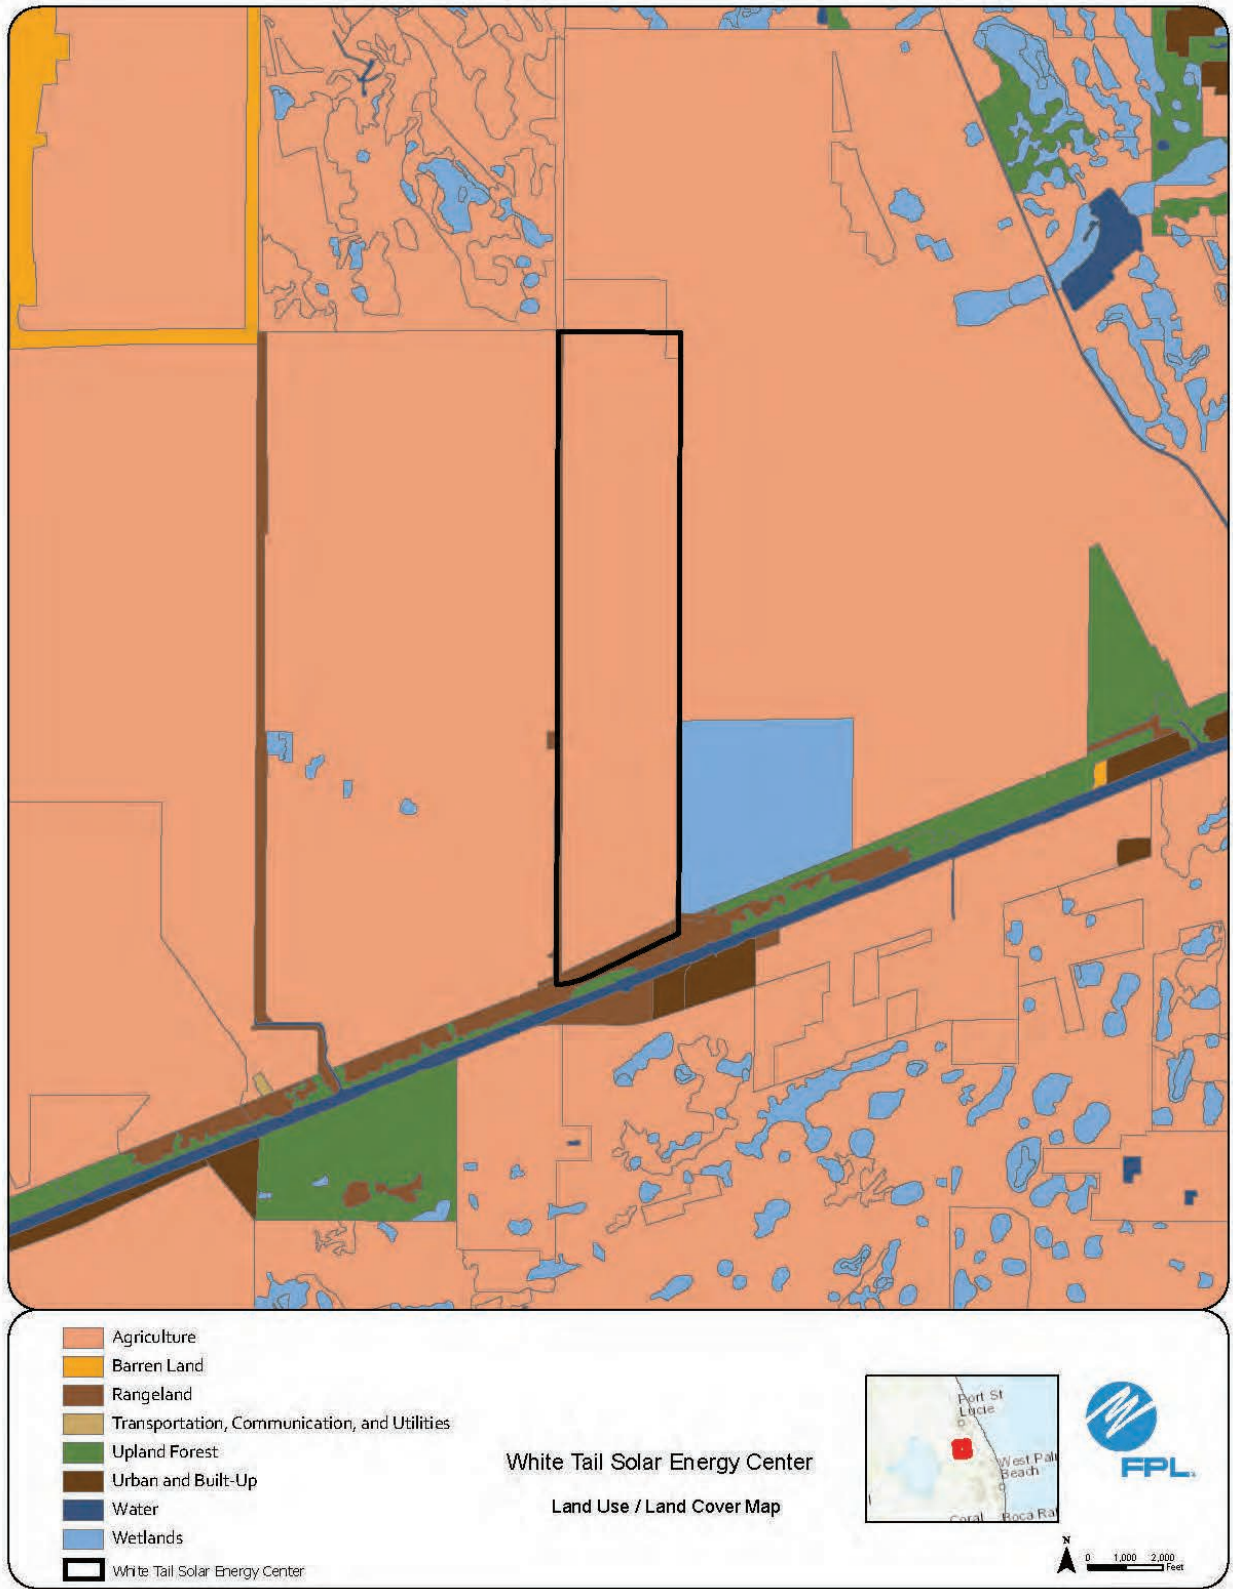 Agriculture
Barren Land
Rangeland
Transportation, Communication, and Utilities
Upland Forest
Urban and Built-Up
Water
Wetlands
White Tail Solar Energy Center
White Tail Solar Energy Center
Land Use / Land Cover Map
Port St
Lucie
West Pal
Beach
Coral
Boca Ra
FPL
N
0 1,000 2,000
Feet